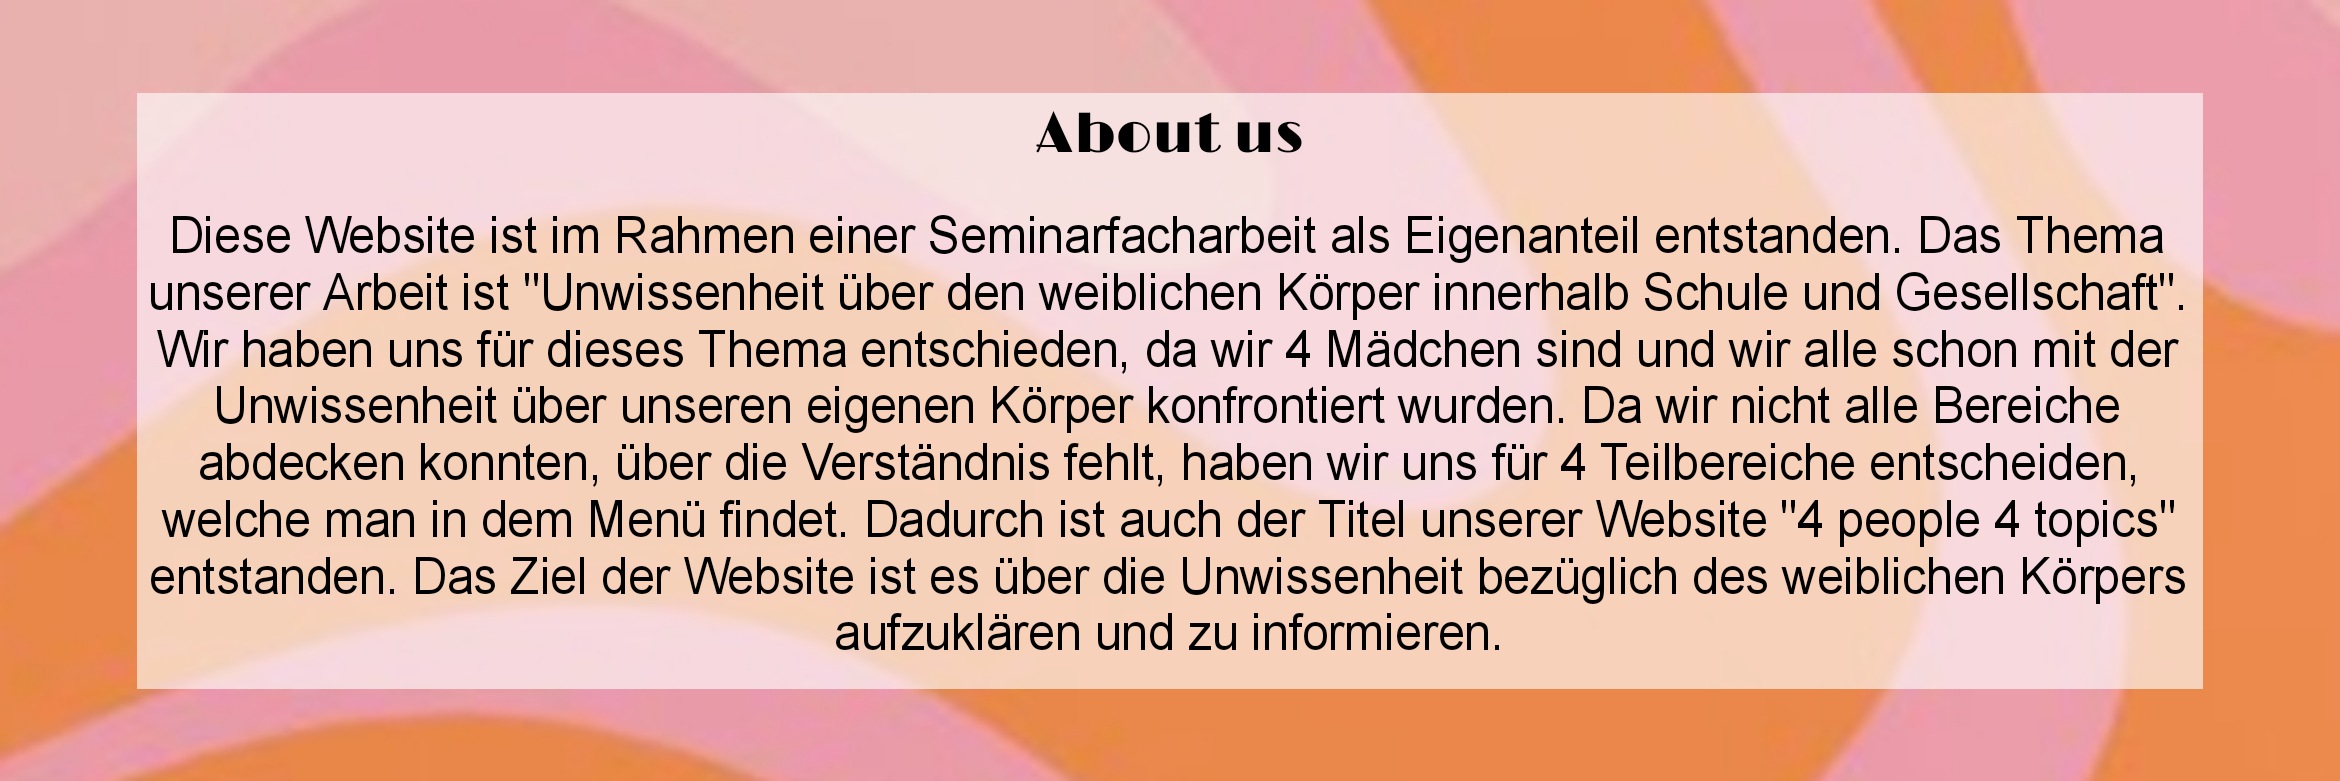 About us
Diese Website ist im Rahmen einer Seminarfacharbeit als Eigenanteil entstanden. Das Thema
unserer Arbeit ist "Unwissenheit über den weiblichen Körper innerhalb Schule und Gesellschaft".
Wir haben uns für dieses Thema entschieden, da wir 4 Mädchen sind und wir alle schon mit der
Unwissenheit über unseren eigenen Körper konfrontiert wurden. Da wir nicht alle Bereiche
abdecken konnten, über die Verständnis fehlt, haben wir uns für 4 Teilbereiche entscheiden,
welche man in dem Menü findet. Dadurch ist auch der Titel unserer Website "4 people 4 topics"
entstanden. Das Ziel der Website ist es über die Unwissenheit bezüglich des weiblichen Körpers
aufzuklären und zu informieren.